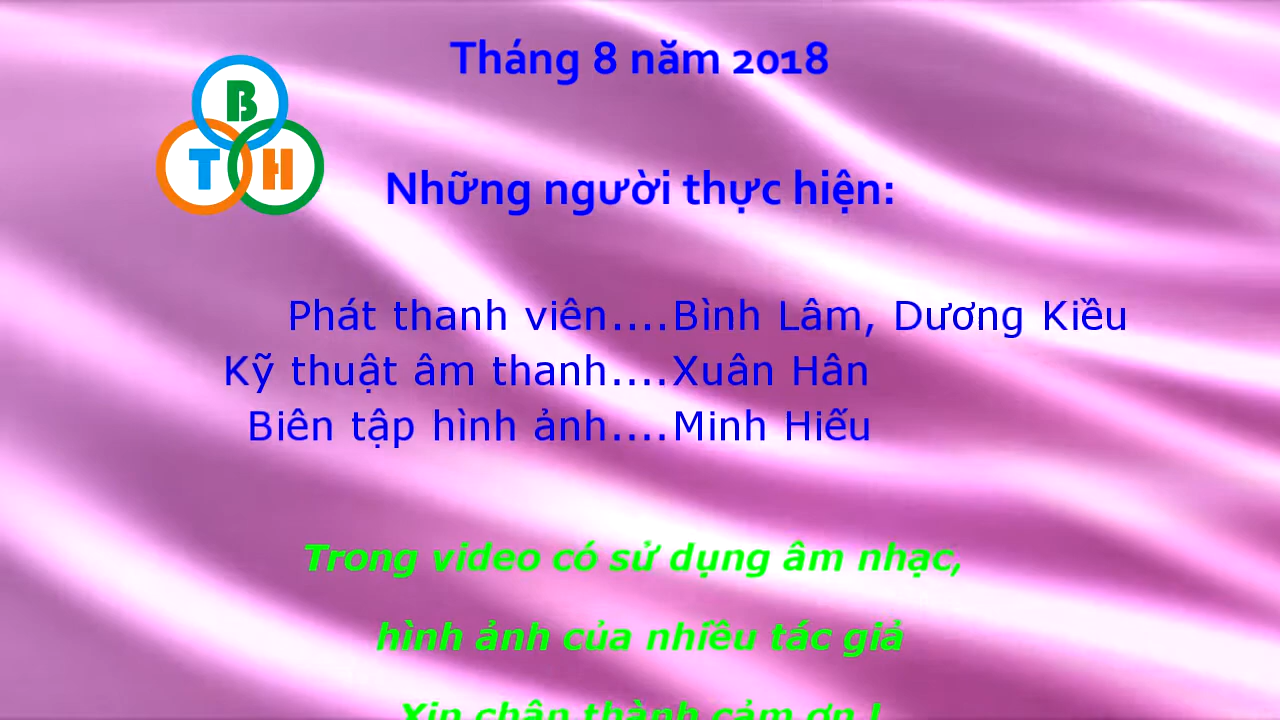 Tháng 8 năm 2018
B
T H
Những người thực hiện:
Phát thanh viên....Bình Lâm, Dương Kiều
Kỹ thuật âm thanh....Xuân Hân
Biên tập hình ảnh....Minh Hiếu
Trong video có sử dụng âm nhạc,
hình ảnh của nhiều tác giả
Xin chân thành cảm ơn !